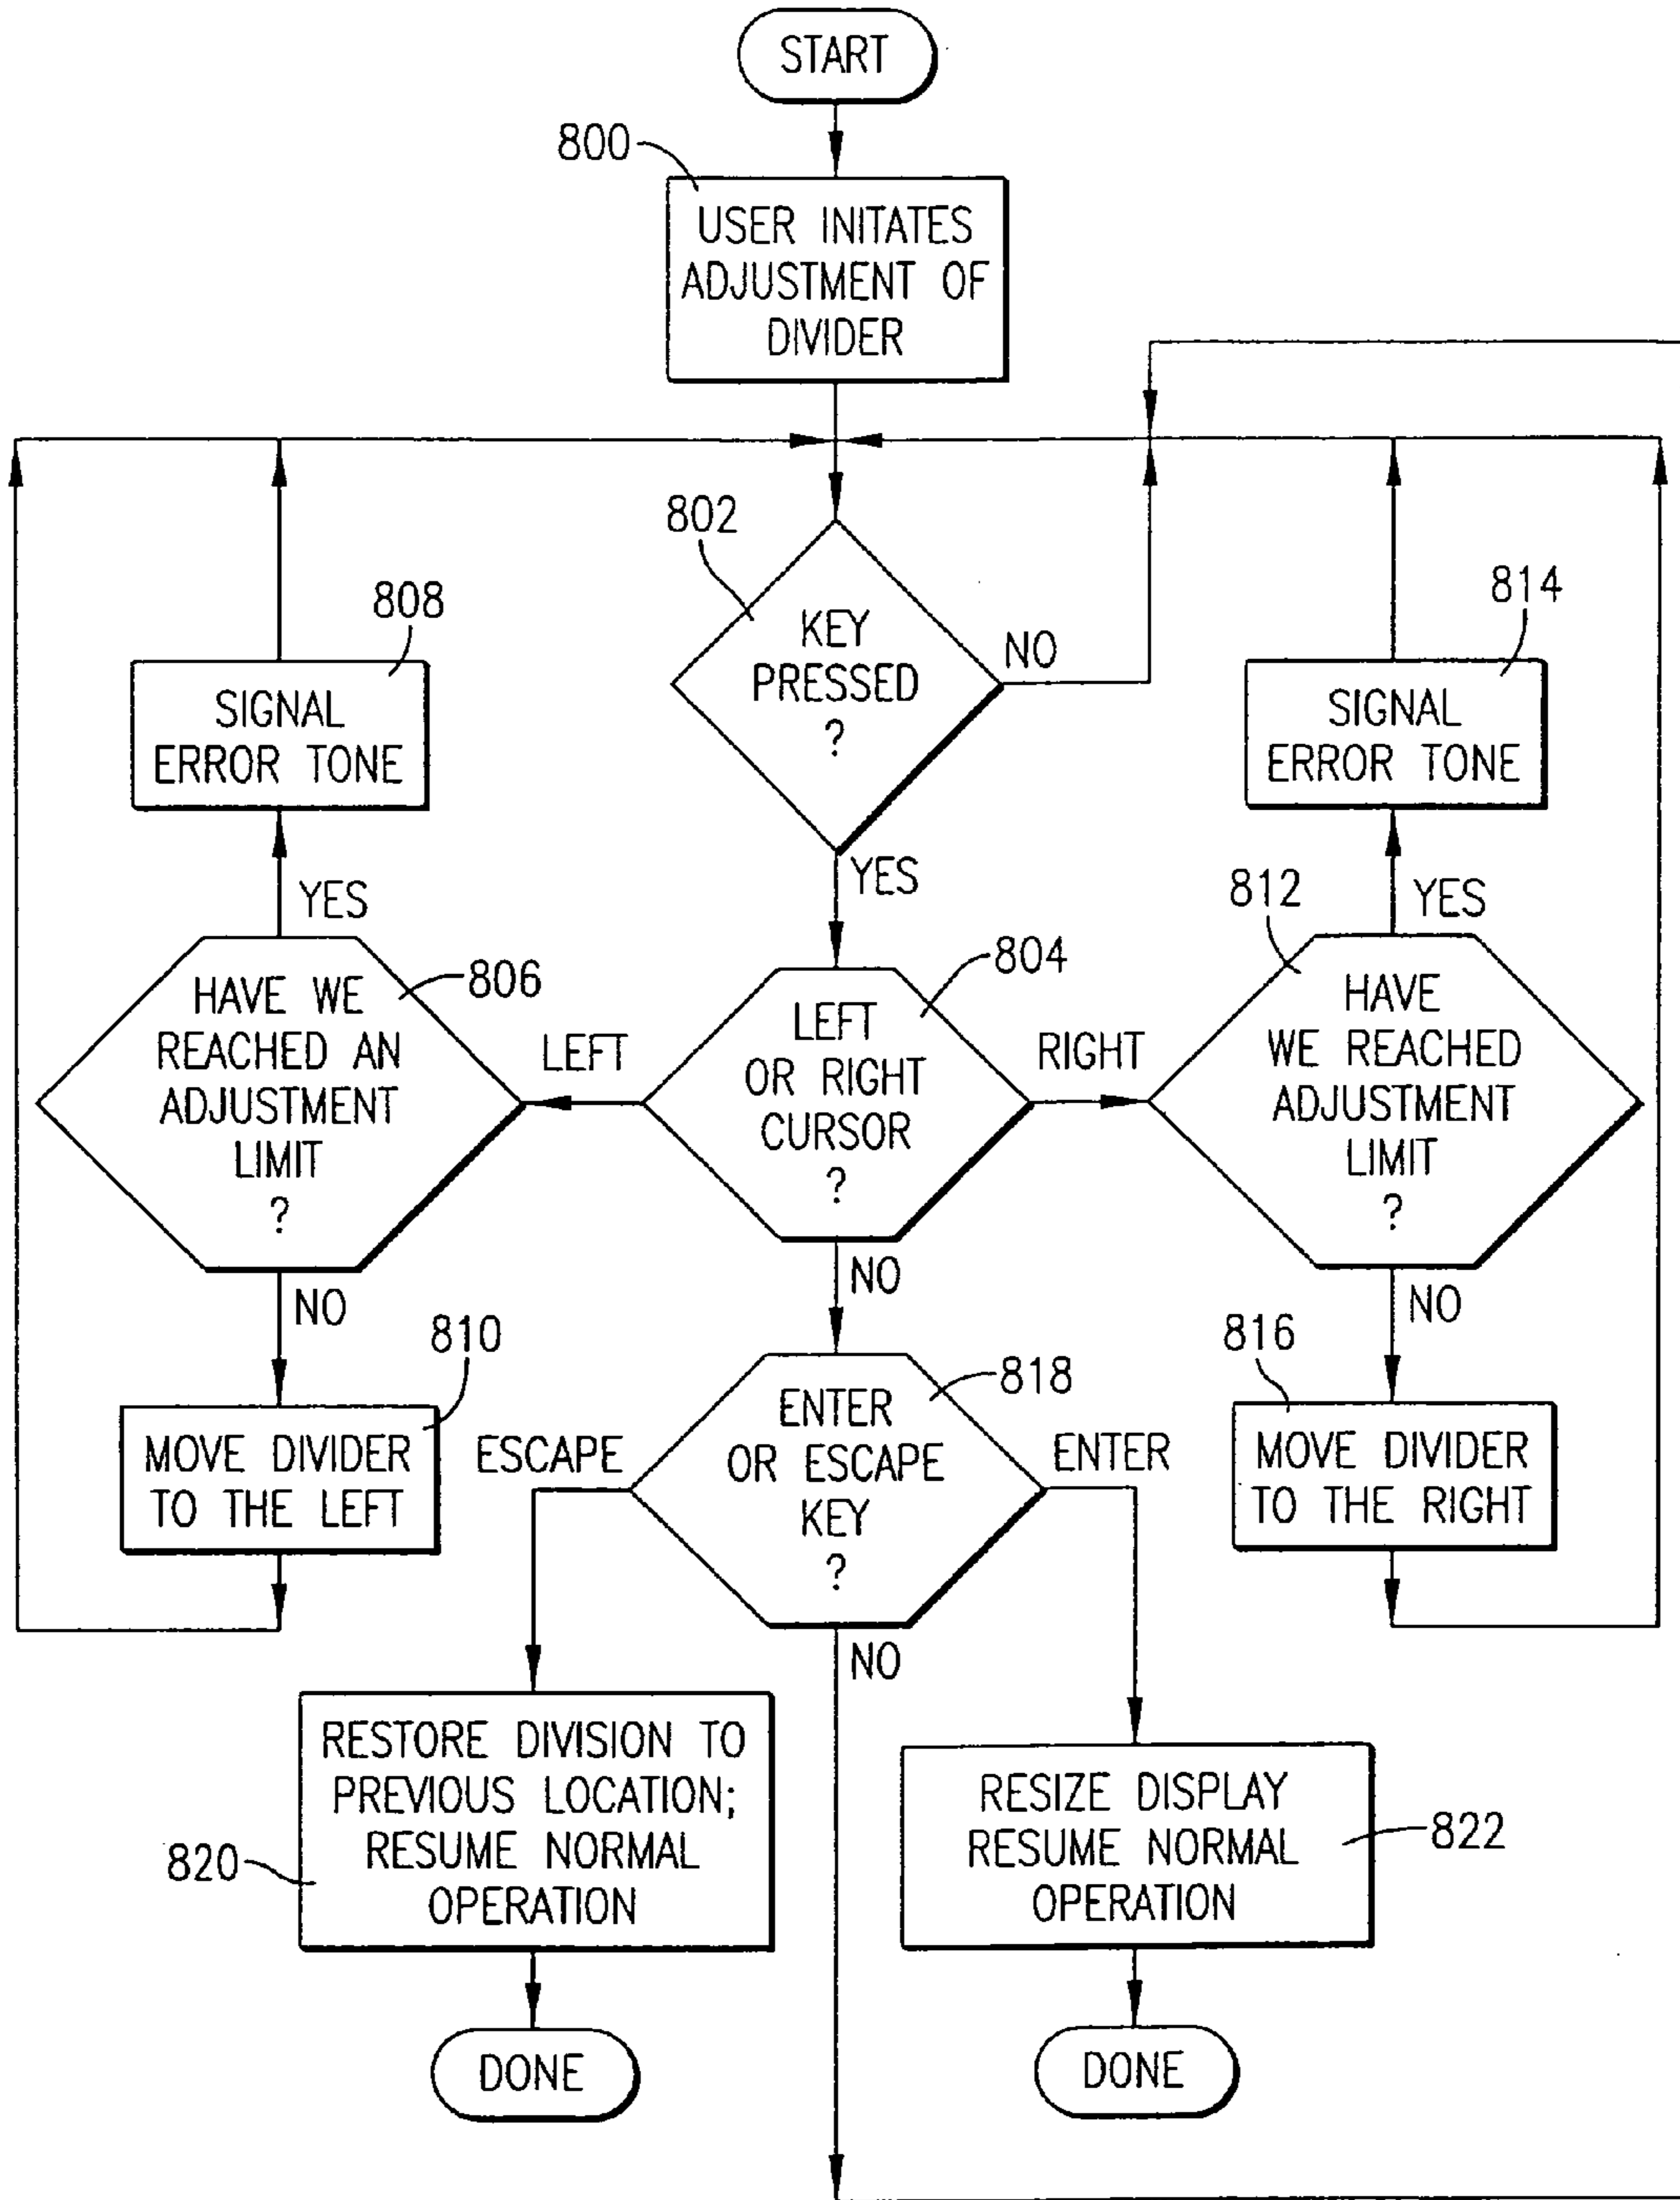 START
800
USER INITATES
ADJUSTMENT OF
DIVIDER
802
KEY
PRESSED
?
NO
YES
808
SIGNAL
ERROR TONE
814
SIGNAL
ERROR TONE
YES
812
YES
HAVE WE
REACHED AN
ADJUSTMENT
LIMIT
?
806
LEFT
804
LEFT
OR RIGHT
CURSOR
?
RIGHT
HAVE
WE REACHED
ADJUSTMENT
LIMIT
?
NO
NO
NO
810
MOVE DIVIDER
TO THE LEFT
818
ENTER
OR ESCAPE
KEY
?
ESCAPE
ENTER
816
MOVE DIVIDER
TO THE RIGHT
NO
RESTORE DIVISION TO
PREVIOUS LOCATION;
RESUME NORMAL
OPERATION
820
RESIZE DISPLAY
RESUME NORMAL
OPERATION
822
DONE
DONE